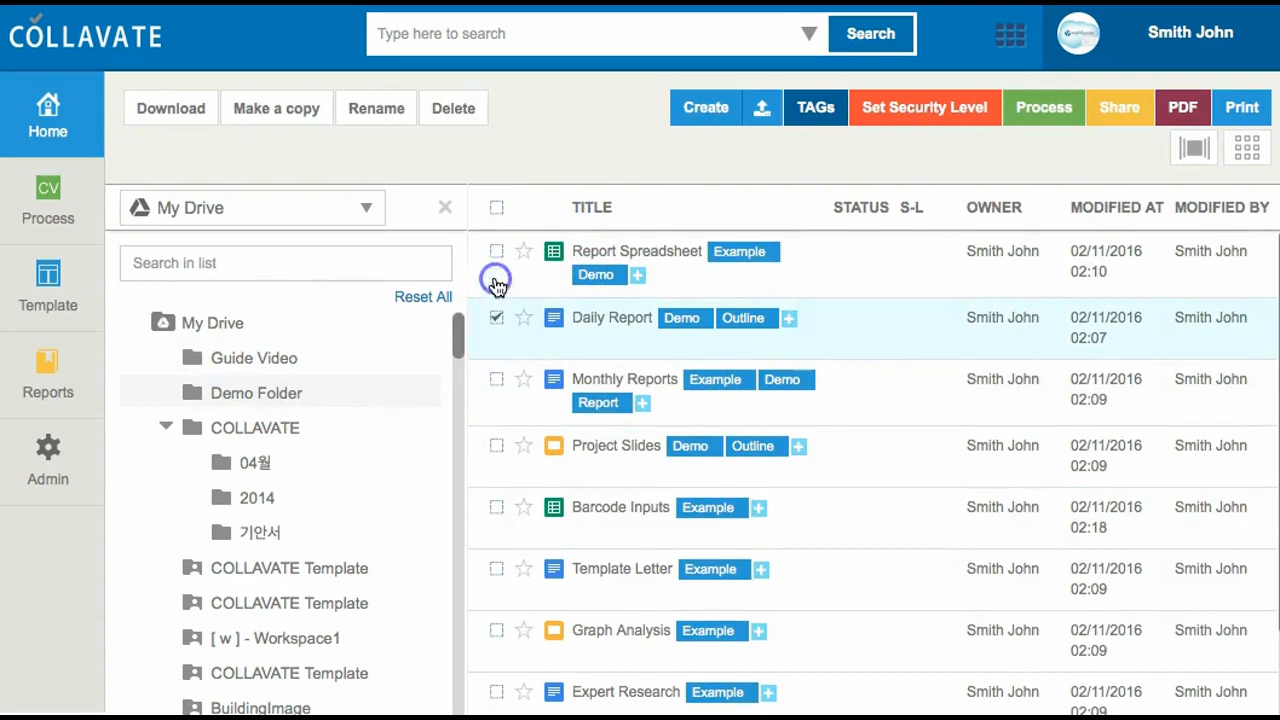 COLLAVATE
Type here to search
Search
Smith John
Home
Process
Template
Reports
Admin
Download Make a copy Rename Delete
Create TAGs Set Security Level Process Share PDF Print
My Drive
Search in list
Reset All
My Drive
Guide Video
Demo Folder
COLLAVATE
04월
2014
기안서
COLLAVATE Template
COLLAVATE Template
[ w ] - Workspace1
COLLAVATE Template
BuildingImage
TITLE STATUS S-L OWNER MODIFIED AT MODIFIED BY
Report Spreadsheet Example Smith John 02/11/2016 Smith John
Demo + 02:10
Daily Report Demo Outline + Smith John 02/11/2016 Smith John
02:07
Monthly Reports Example Demo Smith John 02/11/2016 Smith John
Report + 02:09
Project Slides Demo Outline + Smith John 02/11/2016 Smith John
02:09
Barcode Inputs Example + Smith John 02/11/2016 Smith John
02:18
Template Letter Example + Smith John 02/11/2016 Smith John
02:09
Graph Analysis Example + Smith John 02/11/2016 Smith John
02:09
Expert Research Example + Smith John 02/11/2016 Smith John
02:09